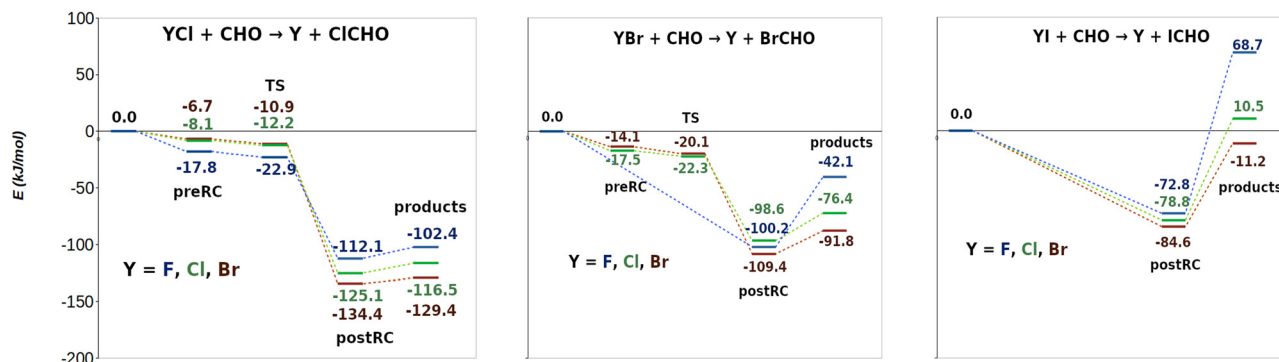 YCl + CHO → Y + ClCHO
100
50
0
-50
-100
-150
-200
E (kJ/mol)
0
0.0
-6.7
-8.1
-17.8
preRC
TS
-10.9
-12.2
-22.9
-112.1
-125.1
-134.4
postRC
products
-102.4
-116.5
-129.4
Y = F, Cl, Br
YBr + CHO → Y + BrCHO
0
0.0
-14.1
-17.5
preRC
TS
-20.1
-22.3
-98.6
-100.2
-109.4
postRC
products
-42.1
-76.4
-91.8
Y = F, Cl, Br
YI + CHO → Y + ICHO
0
0.0
-72.8
-78.8
-84.6
postRC
68.7
10.5
-11.2
products
Y = F, Cl, Br